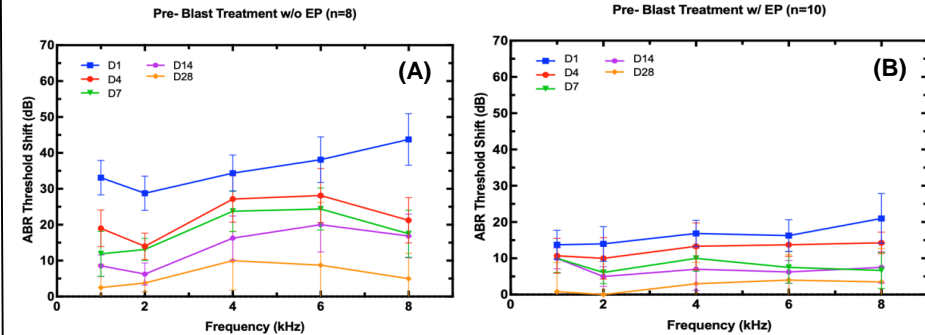 Pre- Blast Treatment w/o EP (n=8)
70
60
50
40
30
20
10
0
ABR Threshold Shift (dB)
D1
D4
D7
D14
D28
(A)
0
2
4
6
8
Frequency (kHz)
Pre- Blast Treatment w/ EP (n=10)
70
60
50
40
30
20
10
0
ABR Threshold Shift (dB)
D1
D4
D7
D14
D28
(B)
0
2
4
6
8
Frequency (kHz)